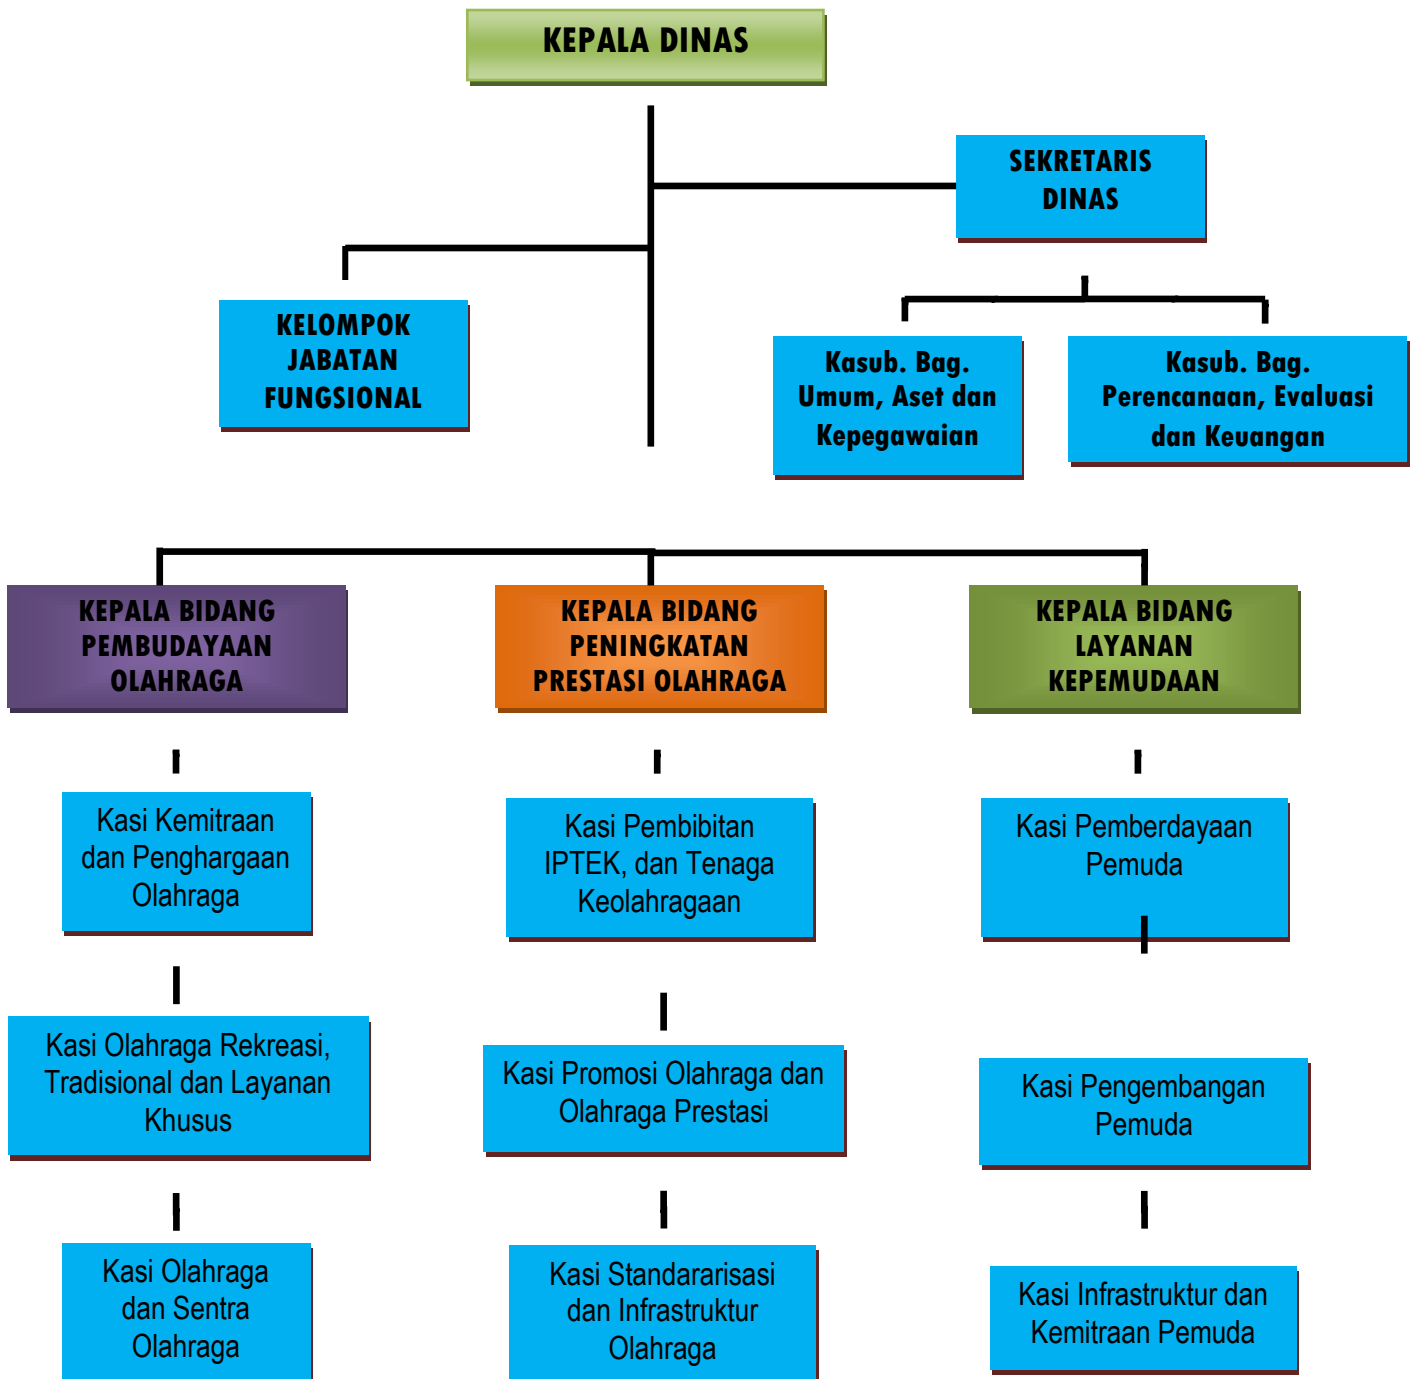 KEPALA DINAS
SEKRETARIS
DINAS
KELOMPOK
JABATAN
FUNGSIONAL
Kasub. Bag.
Umum, Aset dan
Kepegawaian
Kasub. Bag.
Perencanaan, Evaluasi
dan Keuangan
KEPALA BIDANG
PEMBUDAYAAN
OLAHRAGA
KEPALA BIDANG
PENINGKATAN
PRESTASI OLAHRAGA
KEPALA BIDANG
LAYANAN
KEPEMUDAAN
Kasi Kemitraan
dan Penghargaan
Olahraga
Kasi Pembibitan
IPTEK, dan Tenaga
Keolahragaan
Kasi Pemberdayaan
Pemuda
Kasi Olahraga Rekreasi,
Tradisional dan Layanan
Khusus
Kasi Promosi Olahraga dan
Olahraga Prestasi
Kasi Pengembangan
Pemuda
Kasi Olahraga
dan Sentra
Olahraga
Kasi Standararisasi
dan Infrastruktur
Olahraga
Kasi Infrastruktur dan
Kemitraan Pemuda